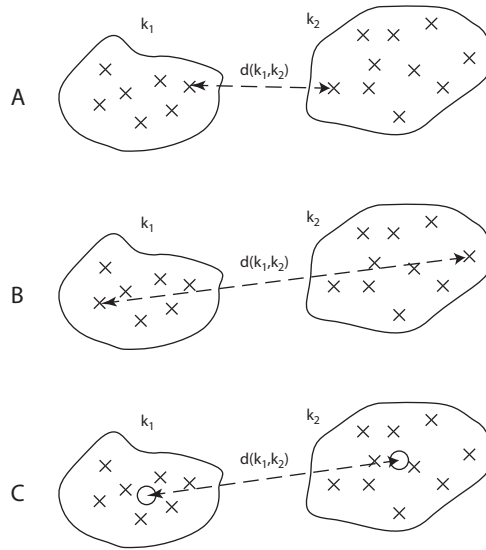 k₁
k₂
d(k₁,k₂)
A
k₁
k₂
d(k₁,k₂)
B
k₁
k₂
d(k₁,k₂)
C